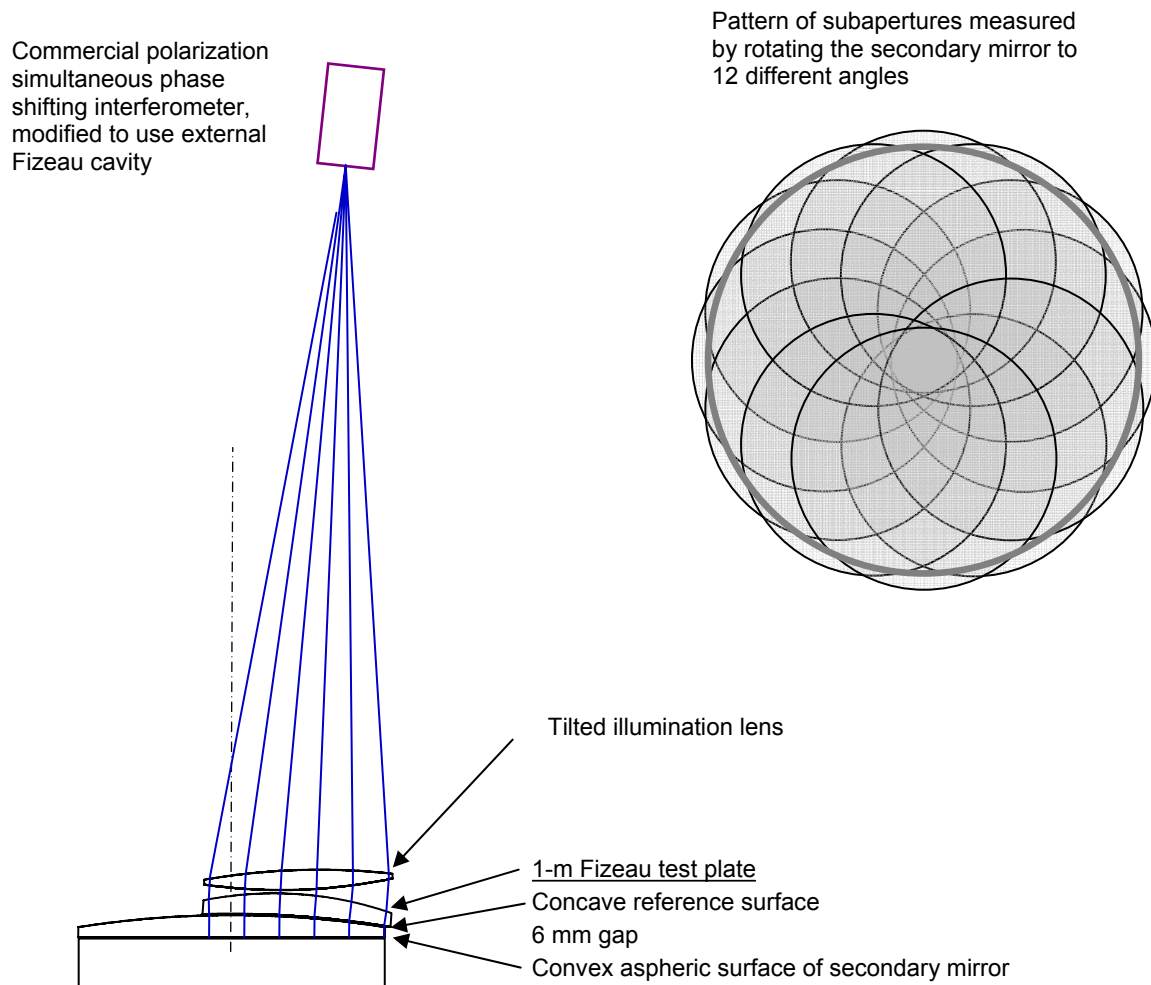 Commercial polarization
simultaneous phase
shifting interferometer,
modified to use external
Fizeau cavity
Pattern of subapertures measured
by rotating the secondary mirror to
12 different angles
Tilted illumination lens
1-m Fizeau test plate
Concave reference surface
6 mm gap
Convex aspheric surface of secondary mirror